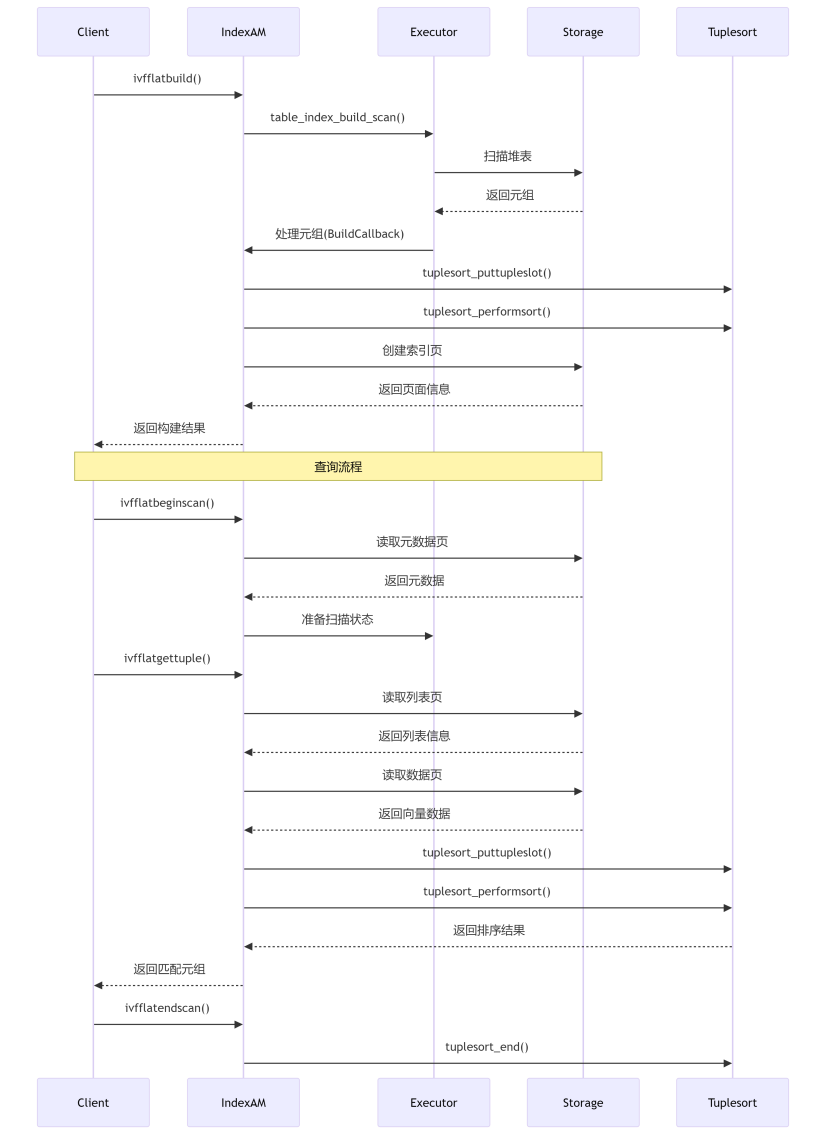 Client IndexAM Executor Storage Tuplesort
ivfflatbuild()
table_index_build_scan()
扫描堆表
返回元组
处理元组(BuildCallback)
tuplesort_puttupleslot()
tuplesort_performsort()
创建索引页
返回页面信息
返回构建结果
查询流程
ivfflatbeginscan()
读取元数据页
返回元数据
准备扫描状态
ivfflatgettuple()
读取列表页
返回列表信息
读取数据页
返回向量数据
tuplesort_puttupleslot()
tuplesort_performsort()
返回排序结果
返回匹配元组
ivfflatendscan()
tuplesort_end()
Client IndexAM Executor Storage Tuplesort